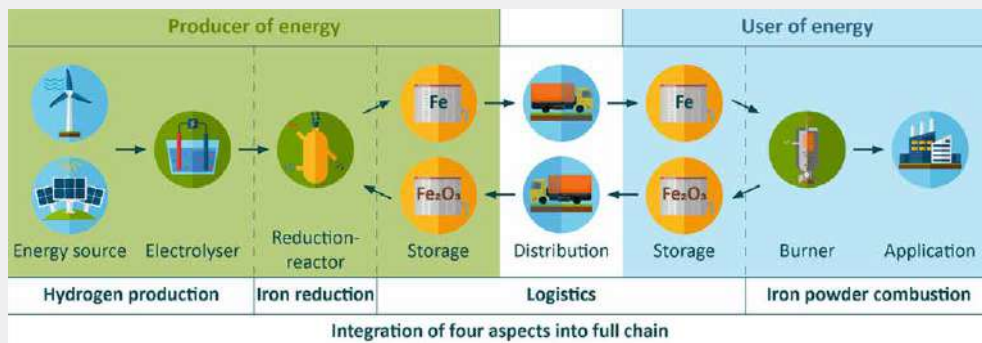 Producer of energy
User of energy
Fe
Fe
Fe₂O₃
Fe₂O₃
Energy source
Electrolyser
Reduction-
reactor
Storage
Distribution
Storage
Burner
Application
Hydrogen production
Iron reduction
Logistics
Iron powder combustion
Integration of four aspects into full chain